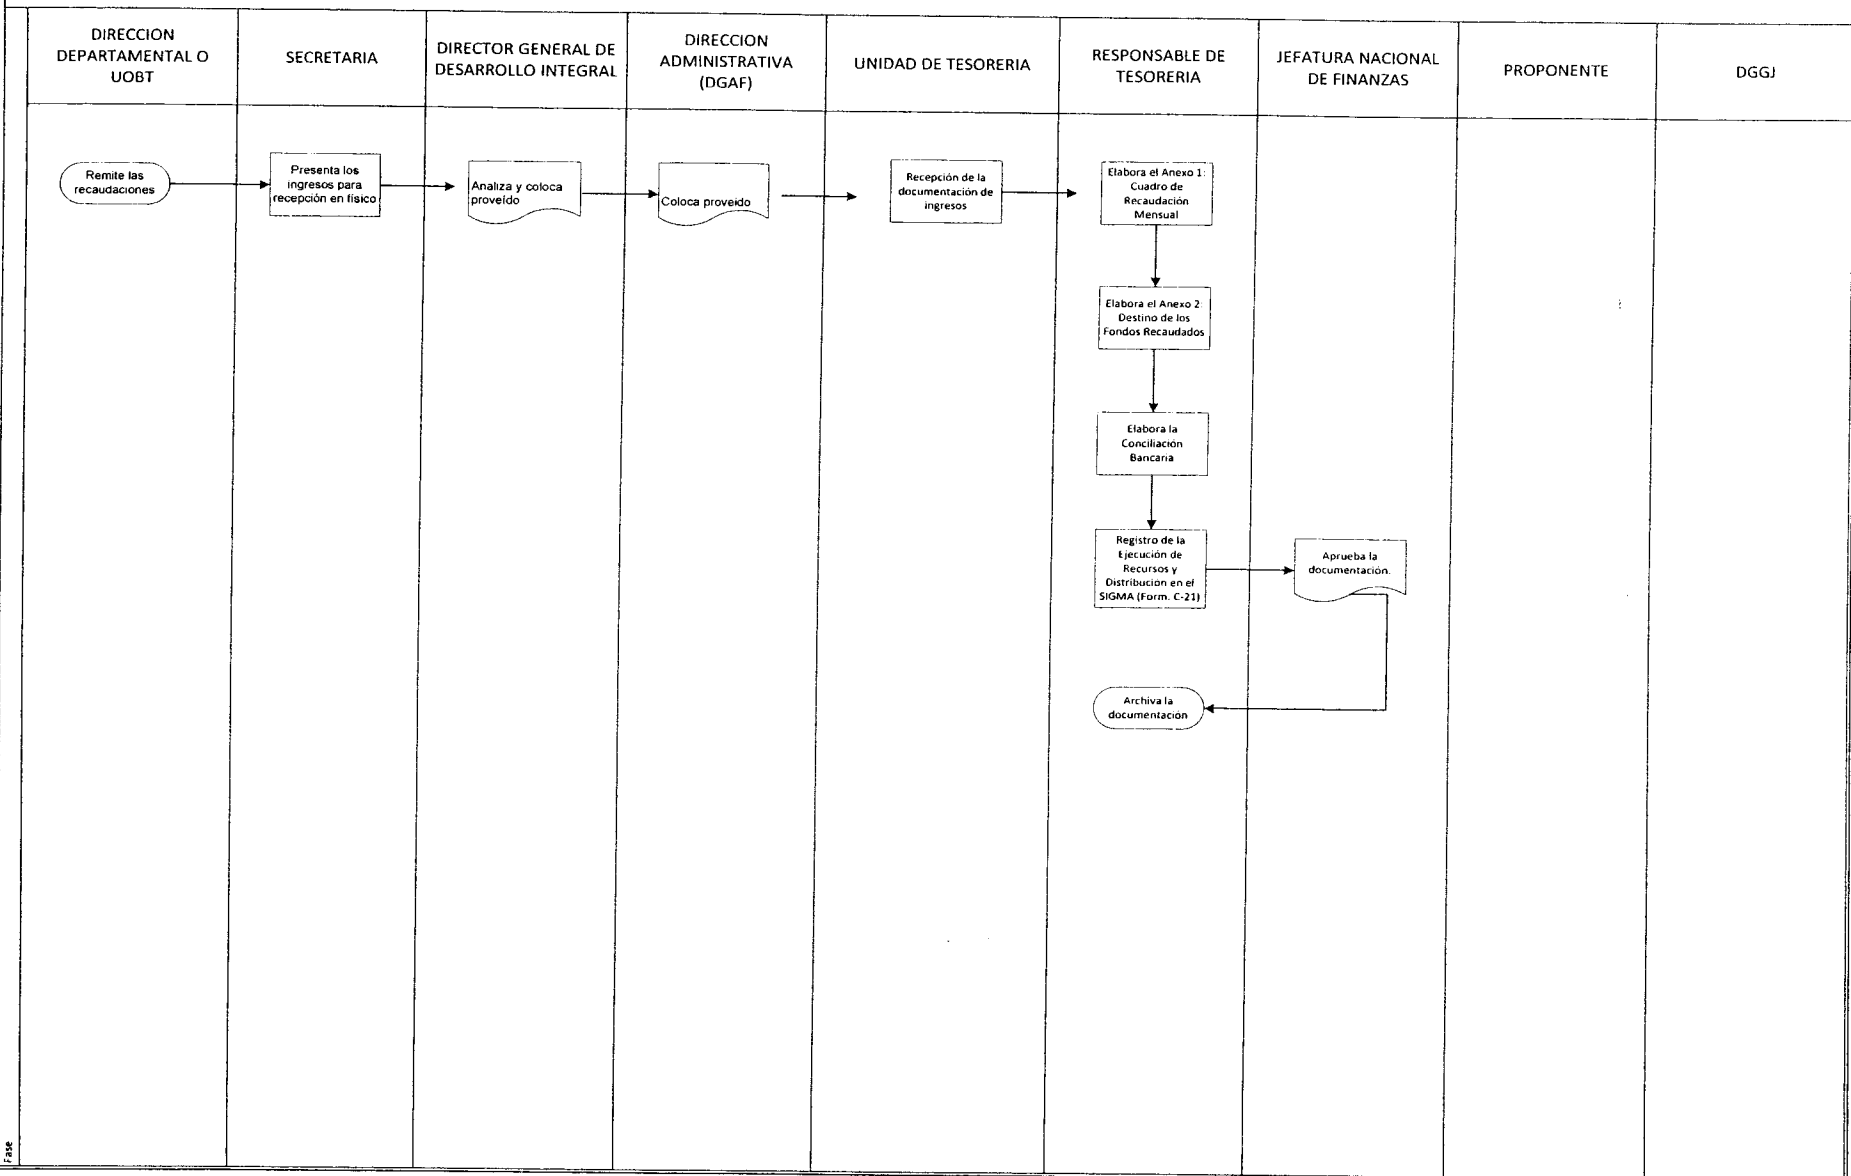 DIRECCION
DEPARTAMENTAL O
UOBT
SECRETARIA
DIRECTOR GENERAL DE
DESARROLLO INTEGRAL
DIRECCION
ADMINISTRATIVA
(DGAF)
UNIDAD DE TESORERIA
RESPONSABLE DE
TESORERIA
JEFATURA NACIONAL
DE FINANZAS
PROPONENTE
DGGJ
Remite las
recaudaciones
Presenta los
ingresos para
recepción en físico
Analiza y coloca
proveído
Coloca proveido
Recepción de la
documentación de
ingresos
Elabora el Anexo 1:
Cuadro de
Recaudación
Mensual
Elabora el Anexo 2:
Destino de los
Fondos Recaudados
Elabora la
Conciliación
Bancaria
Registro de la
Ejecución de
Recursos y
Distribución en el
SIGMA (Form. C-21)
Aprueba la
documentación.
Archiva la
documentación
Fase